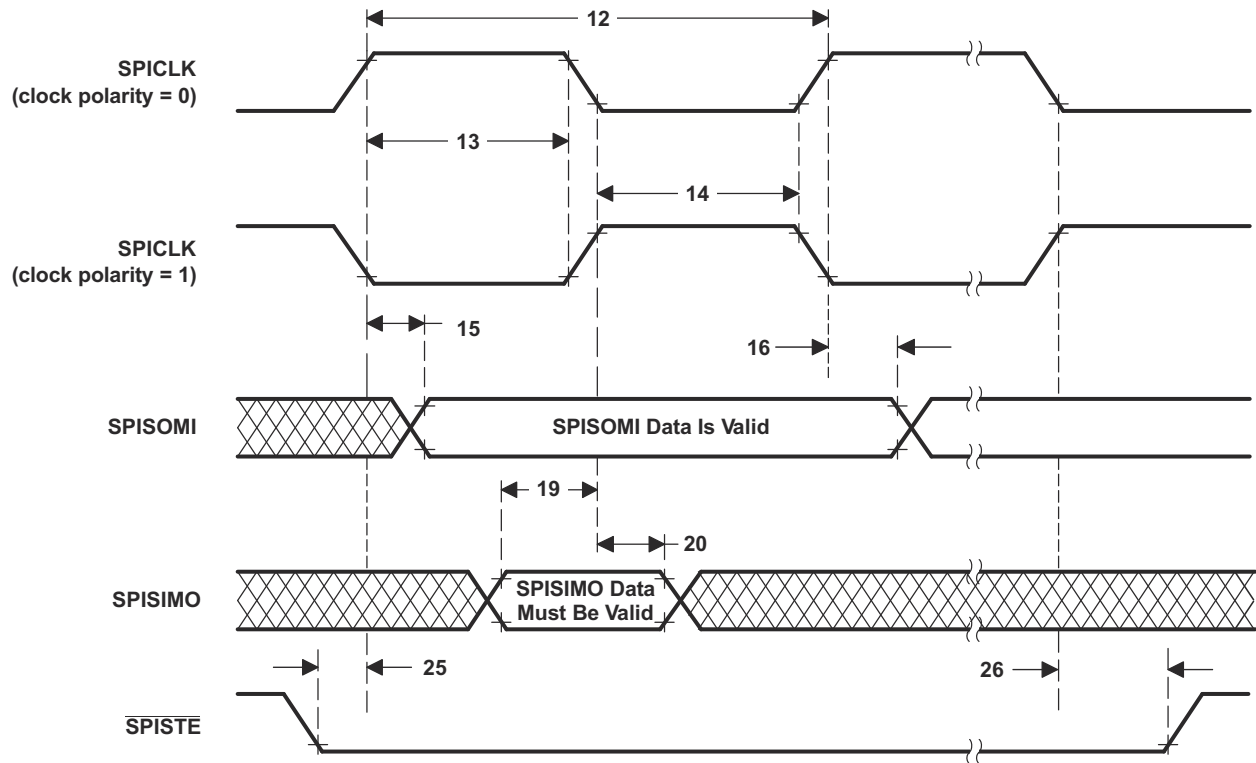 12
SPICLK
(clock polarity = 0)
13
14
SPICLK
(clock polarity = 1)
15
16
SPISOMI
SPISOMI Data Is Valid
19
20
SPISIMO
SPISIMO Data
Must Be Valid
25
26
SPISTE